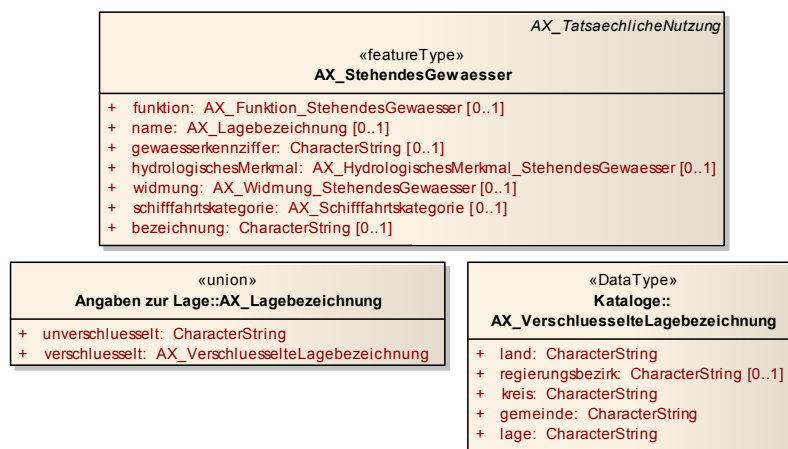 AX_TatsaechlicheNutzung
«featureType»
AX_StehendesGewaesser
+ funktion: AX_Funktion_StehendesGewaesser [0..1]
+ name: AX_Lagebezeichnung [0..1]
+ gewaesserkennziffer: CharacterString [0..1]
+ hydrologischesMerkmal: AX_HydrologischesMerkmal_StehendesGewaesser [0..1]
+ widmung: AX_Widmung_StehendesGewaesser [0..1]
+ schifffahrtskategorie: AX_Schifffahrtskategorie [0..1]
+ bezeichnung: CharacterString [0..1]
«union»
Angaben zur Lage::AX_Lagebezeichnung
+ unverschluesselt: CharacterString
+ verschluesselt: AX_VerschluesselteLagebezeichnung
«DataType»
Kataloge::
AX_VerschluesselteLagebezeichnung
+ land: CharacterString
+ regierungsbezirk: CharacterString [0..1]
+ kreis: CharacterString
+ gemeinde: CharacterString
+ lage: CharacterString